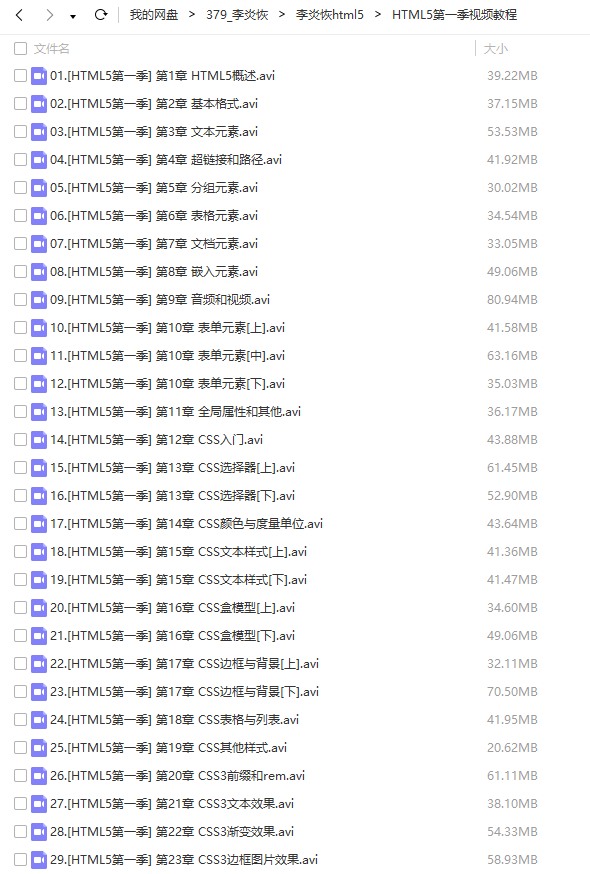 我的网盘 > 379_李炎恢 > 李炎恢html5 > HTML5第一季视频教程
文件名 大小
01.[HTML5第一季] 第1章 HTML5概述.avi 39.22MB
02.[HTML5第一季] 第2章 基本格式.avi 37.15MB
03.[HTML5第一季] 第3章 文本元素.avi 53.53MB
04.[HTML5第一季] 第4章 超链接和路径.avi 41.92MB
05.[HTML5第一季] 第5章 分组元素.avi 30.02MB
06.[HTML5第一季] 第6章 表格元素.avi 34.54MB
07.[HTML5第一季] 第7章 文档元素.avi 33.05MB
08.[HTML5第一季] 第8章 嵌入元素.avi 49.06MB
09.[HTML5第一季] 第9章 音频和视频.avi 80.94MB
10.[HTML5第一季] 第10章 表单元素[上].avi 41.58MB
11.[HTML5第一季] 第10章 表单元素[中].avi 63.16MB
12.[HTML5第一季] 第10章 表单元素[下].avi 35.03MB
13.[HTML5第一季] 第11章 全局属性和其他.avi 36.17MB
14.[HTML5第一季] 第12章 CSS入门.avi 43.88MB
15.[HTML5第一季] 第13章 CSS选择器[上].avi 61.45MB
16.[HTML5第一季] 第13章 CSS选择器[下].avi 52.90MB
17.[HTML5第一季] 第14章 CSS颜色与度量单位.avi 43.64MB
18.[HTML5第一季] 第15章 CSS文本样式[上].avi 41.36MB
19.[HTML5第一季] 第15章 CSS文本样式[下].avi 41.47MB
20.[HTML5第一季] 第16章 CSS盒模型[上].avi 34.60MB
21.[HTML5第一季] 第16章 CSS盒模型[下].avi 49.06MB
22.[HTML5第一季] 第17章 CSS边框与背景[上].avi 32.11MB
23.[HTML5第一季] 第17章 CSS边框与背景[下].avi 70.50MB
24.[HTML5第一季] 第18章 CSS表格与列表.avi 41.95MB
25.[HTML5第一季] 第19章 CSS其他样式.avi 20.62MB
26.[HTML5第一季] 第20章 CSS3前缀和rem.avi 61.11MB
27.[HTML5第一季] 第21章 CSS3文本效果.avi 38.10MB
28.[HTML5第一季] 第22章 CSS3渐变效果.avi 54.33MB
29.[HTML5第一季] 第23章 CSS3边框图片效果.avi 58.93MB